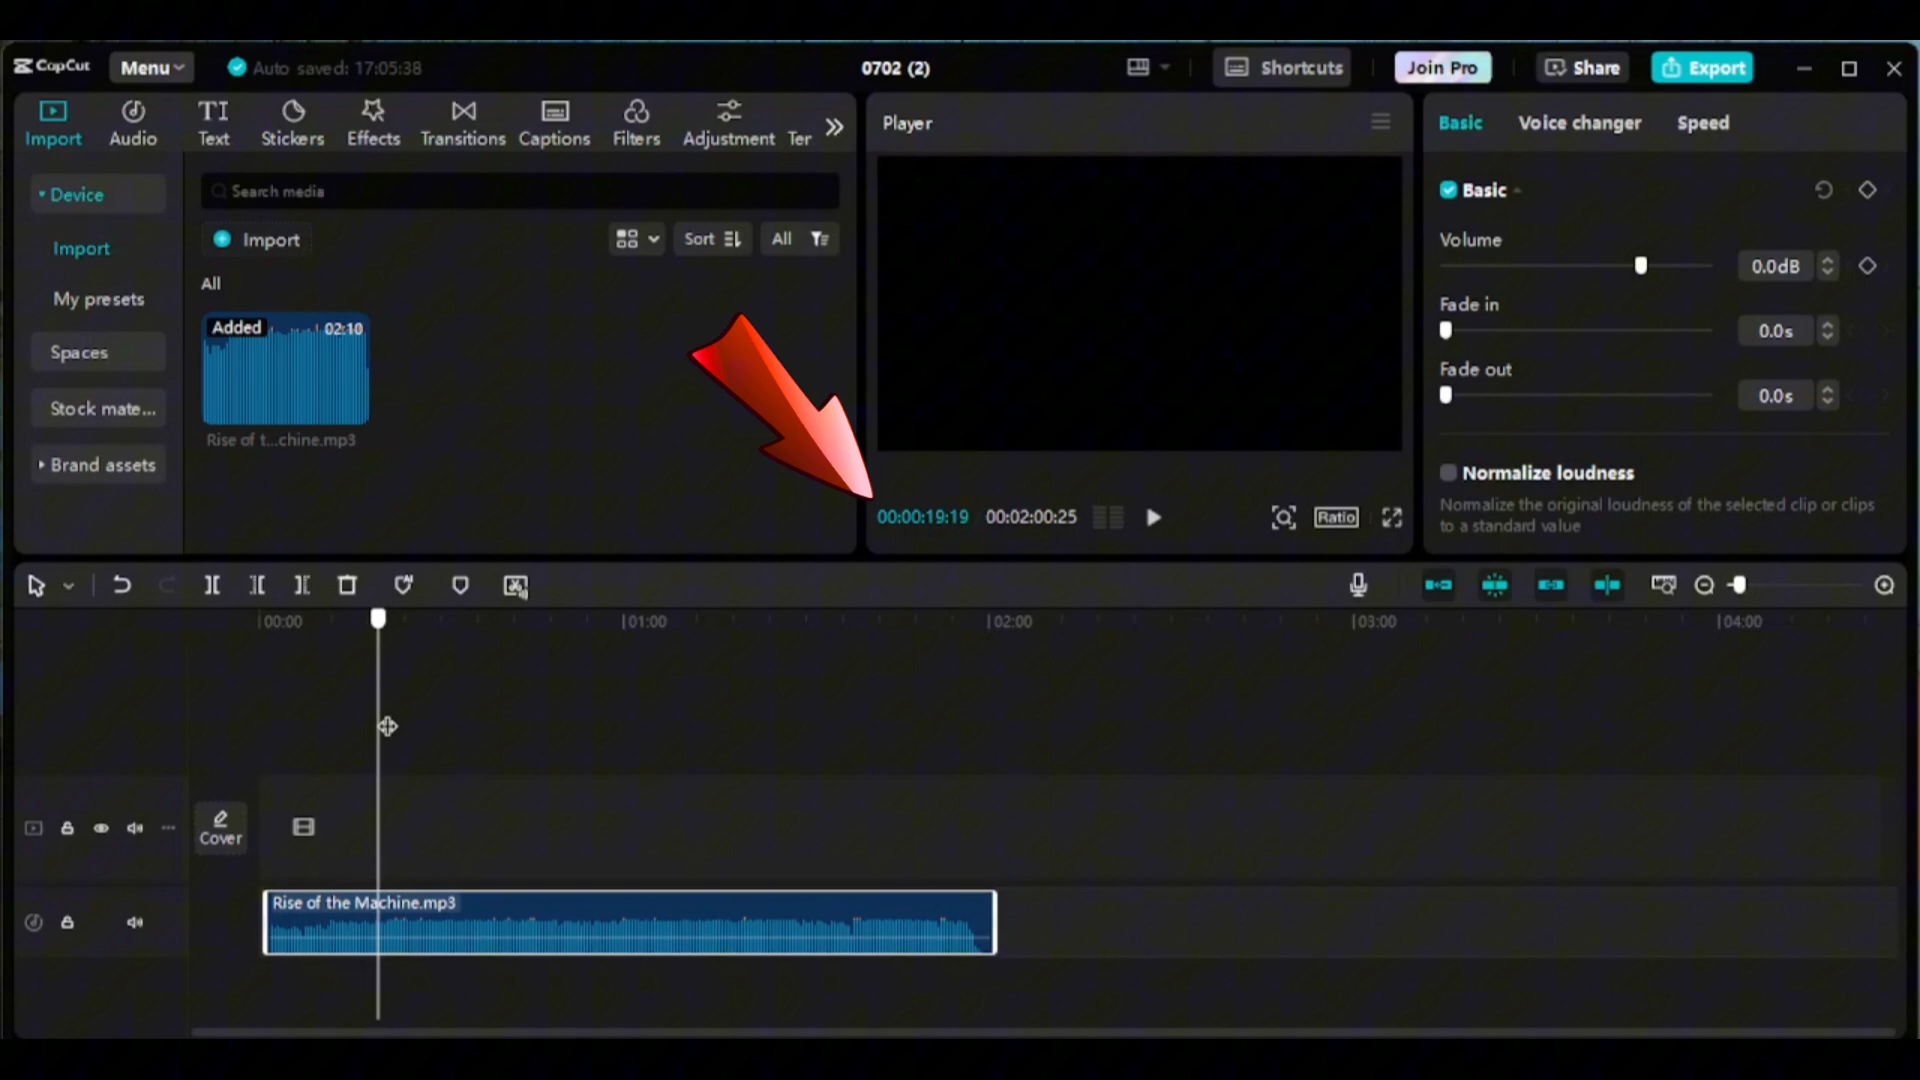 CapCut Menu Auto saved: 17:05:38 0702 (2) Shortcuts Join Pro Share Export
Import Audio Text Stickers Effects Transitions Captions Filters Adjustment Ter
Player
Basic Voice changer Speed
Device
Import
My presets
Spaces
Stock mate...
Brand assets
Search media
Import Sort All
All
Added 02:10
Rise of t...chine.mp3
00:00:19:19 00:02:00:25 Ratio
Basic
Volume
0.0dB
Fade in
0.0s
Fade out
0.0s
Normalize loudness
Normalize the original loudness of the selected clip or clips
to a standard value
00:00 01:00 02:00 03:00 04:00
Cover
Rise of the Machine.mp3